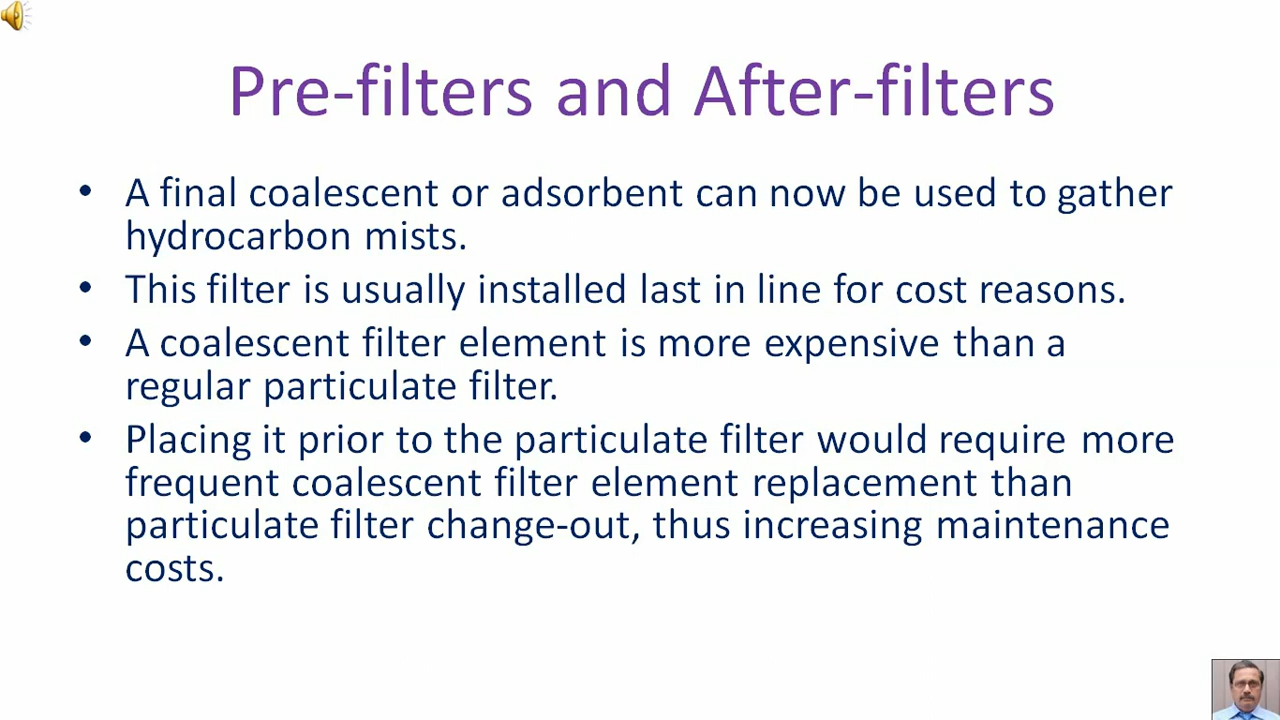 Pre-filters and After-filters
• A final coalescent or adsorbent can now be used to gather
hydrocarbon mists.
• This filter is usually installed last in line for cost reasons.
• A coalescent filter element is more expensive than a
regular particulate filter.
• Placing it prior to the particulate filter would require more
frequent coalescent filter element replacement than
particulate filter change-out, thus increasing maintenance
costs.